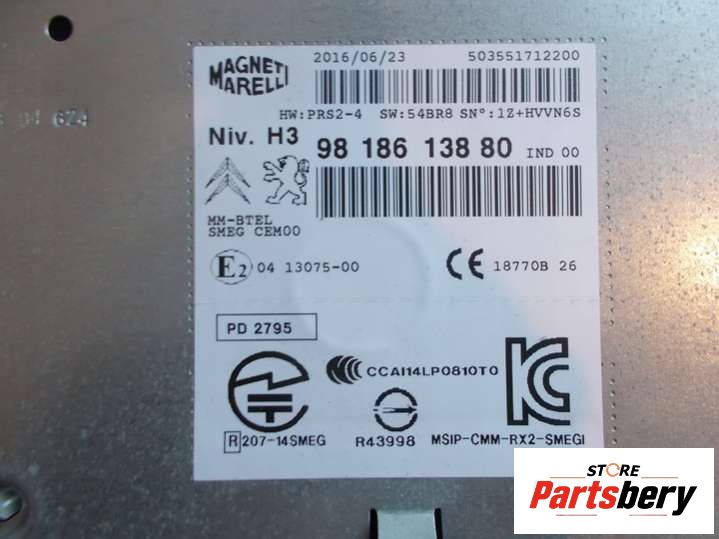 MAGNETI
MARELLI
2016/06/23 503551712200
HW:PRS2-4 SW:54BR8 SN°:1Z+HVVN6S
Niv. H3 98 186 138 80 IND 00
MM-BTEL
SMEG CEM00
E2 04 13075-00 CE 18770B 26
PD 2795
CCAI14LP0810T0
R 207-14SMEG R43998 MSIP-CMM-RX2-SMEGI
674
STORE
Partsbery